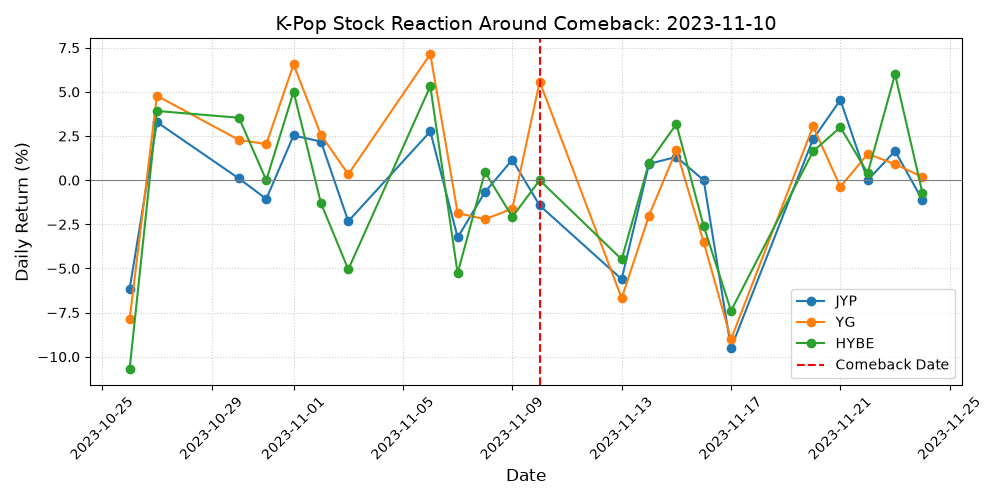 K-Pop Stock Reaction Around Comeback: 2023-11-10
Daily Return (%)
7.5
5.0
2.5
0.0
−2.5
−5.0
−7.5
−10.0
JYP
YG
HYBE
Comeback Date
2023-10-25
2023-10-29
2023-11-01
2023-11-05
2023-11-09
2023-11-13
2023-11-17
2023-11-21
2023-11-25
Date